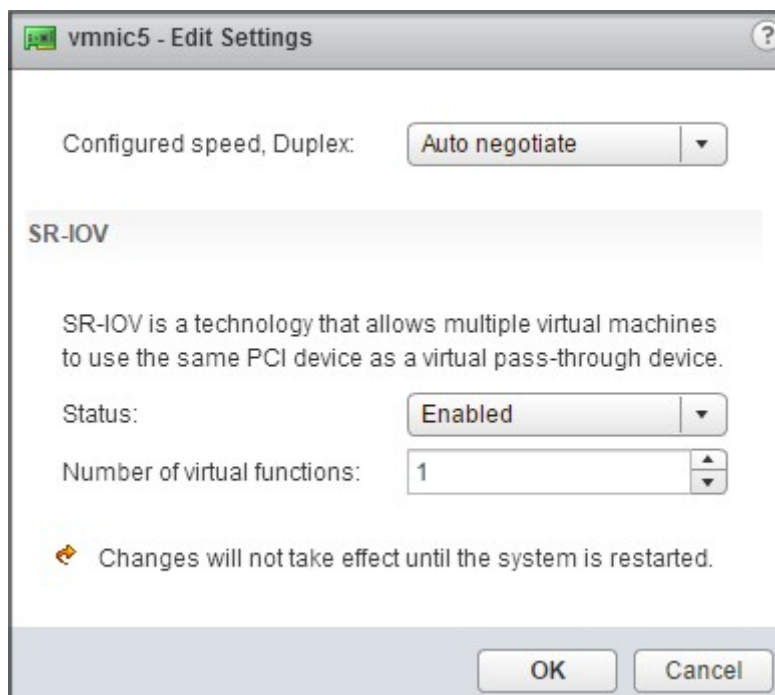 vmnic5 - Edit Settings
?
Configured speed, Duplex: Auto negotiate
SR-IOV
SR-IOV is a technology that allows multiple virtual machines
to use the same PCI device as a virtual pass-through device.
Status: Enabled
Number of virtual functions: 1
Changes will not take effect until the system is restarted.
OK Cancel